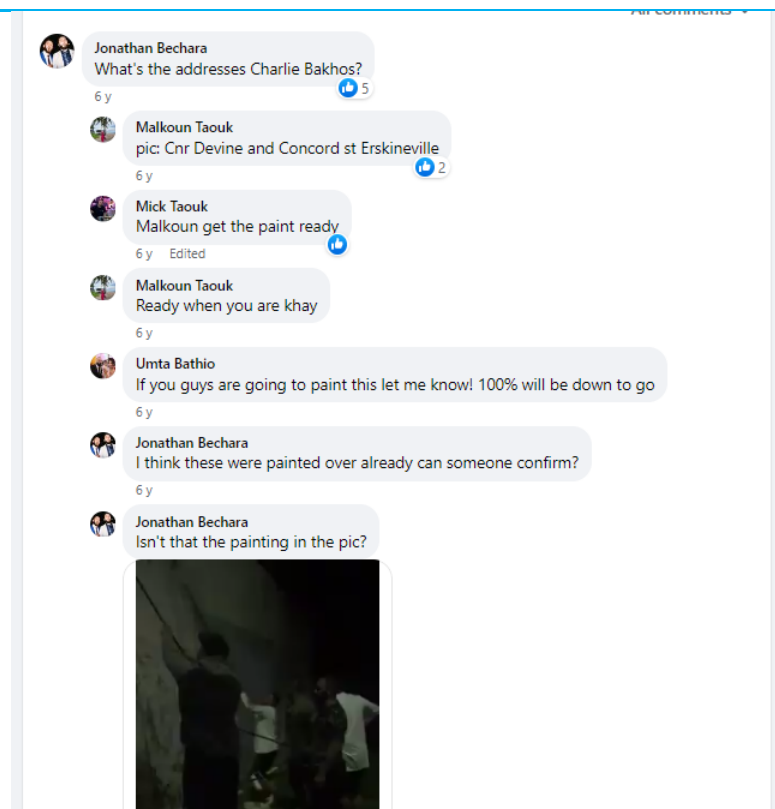 All comments
Jonathan Bechara
What's the addresses Charlie Bakhos?
5
6 y
Malkoun Taouk
pic: Cnr Devine and Concord st Erskineville
2
6 y
Mick Taouk
Malkoun get the paint ready
6 y Edited
Malkoun Taouk
Ready when you are khay
6 y
Umta Bathio
If you guys are going to paint this let me know! 100% will be down to go
6 y
Jonathan Bechara
I think these were painted over already can someone confirm?
6 y
Jonathan Bechara
Isn't that the painting in the pic?